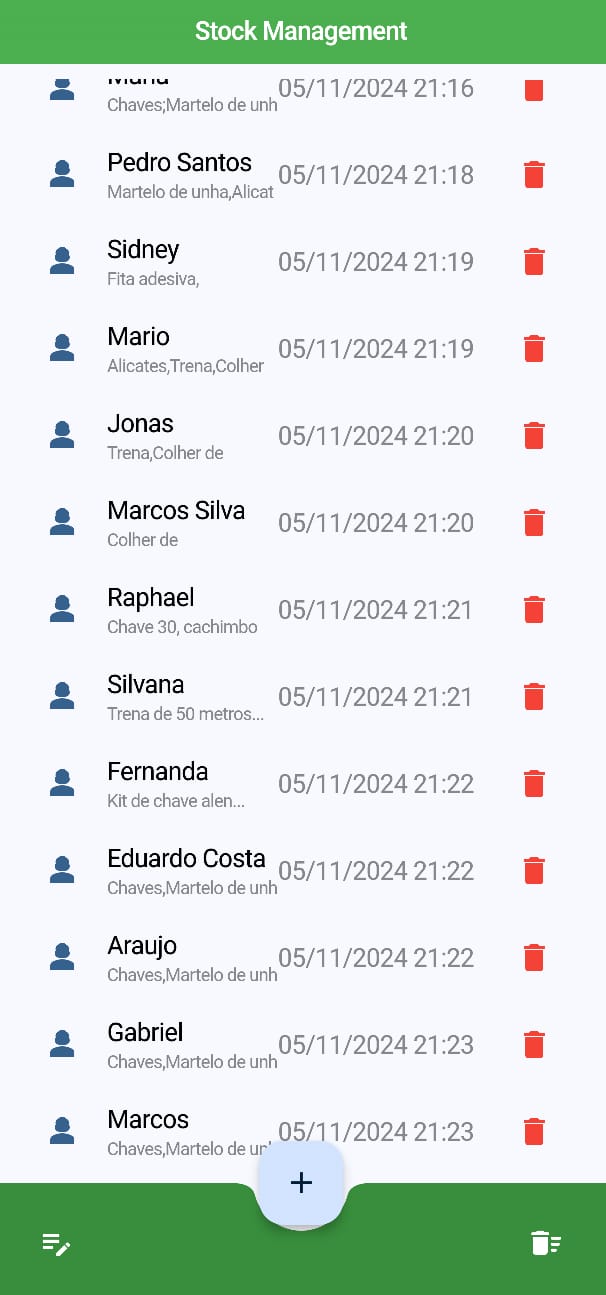 Stock Management
05/11/2024 21:16
Chaves;Martelo de unh
Pedro Santos
05/11/2024 21:18
Martelo de unha,Alicat
Sidney
05/11/2024 21:19
Fita adesiva,
Mario
05/11/2024 21:19
Alicates,Trena,Colher
Jonas
05/11/2024 21:20
Trena,Colher de
Marcos Silva
05/11/2024 21:20
Colher de
Raphael
05/11/2024 21:21
Chave 30, cachimbo
Silvana
05/11/2024 21:21
Trena de 50 metros...
Fernanda
05/11/2024 21:22
Kit de chave alen...
Eduardo Costa
05/11/2024 21:22
Chaves,Martelo de unh
Araujo
05/11/2024 21:22
Chaves,Martelo de unh
Gabriel
05/11/2024 21:23
Chaves,Martelo de unh
Marcos
05/11/2024 21:23
Chaves,Martelo de un